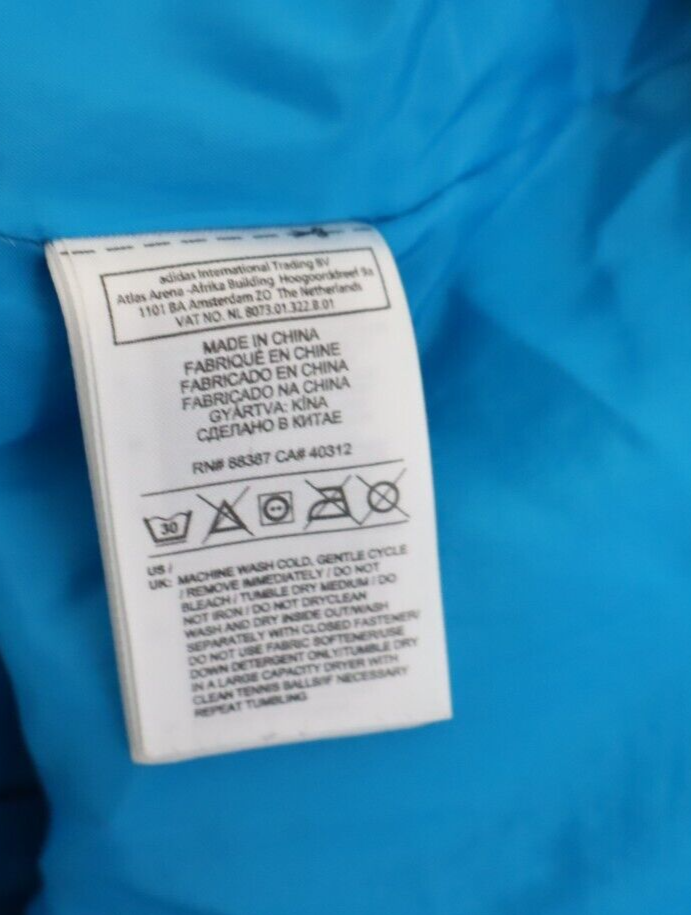 adidas International Trading BV
Atlas Arena -Afrika Building Hoogoorddreef 9a
1101 BA Amsterdam ZO The Netherlands
VAT NO. NL 8073.01.322.B.01
MADE IN CHINA
FABRIQUÉ EN CHINE
FABRICADO EN CHINA
FABRICADO NA CHINA
GYÁRTVA: KÍNA
СДЕЛАНО В КИТАЕ
RN# 88387 CA# 40312
30
US /
UK: MACHINE WASH COLD, GENTLE CYCLE
/ REMOVE IMMEDIATELY / DO NOT
BLEACH / TUMBLE DRY MEDIUM / DO
NOT IRON / DO NOT DRYCLEAN
WASH AND DRY INSIDE OUT/WASH
SEPARATELY WITH CLOSED FASTENER/
DO NOT USE FABRIC SOFTENER/USE
DOWN DETERGENT ONLY/TUMBLE DRY
IN A LARGE CAPACITY DRYER WITH
CLEAN TENNIS BALLS/IF NECESSARY
REPEAT TUMBLING